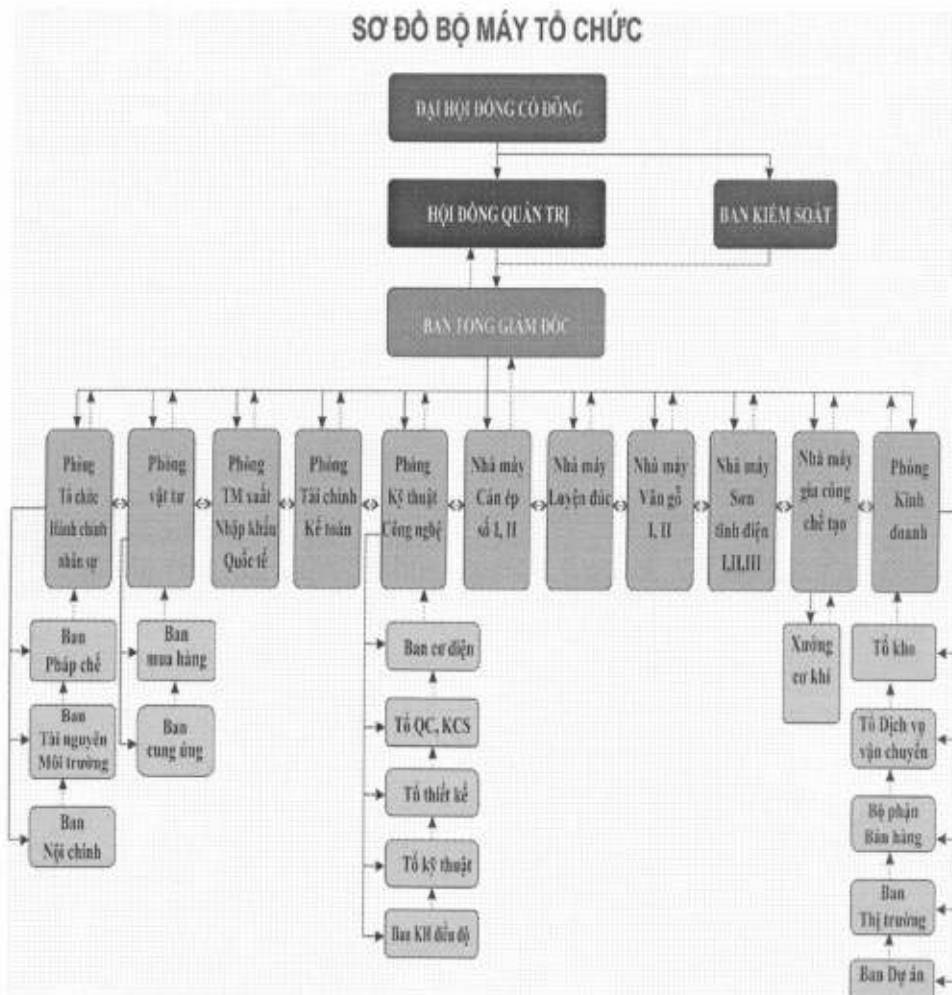 SƠ ĐỒ BỘ MÁY TỔ CHỨC
ĐẠI HỘI ĐỒNG CỔ ĐÔNG
HỘI ĐỒNG QUẢN TRỊ
BAN KIỂM SOÁT
BAN TỔNG GIÁM ĐỐC
Phòng
Tổ chức
Hành chính
nhân sự
Phòng
vật tư
Phòng
TM xuất
Nhập khẩu
Quốc tế
Phòng
Tài chính
Kế toán
Phòng
Kỹ thuật
Công nghệ
Nhà máy
Cán ép
số I, II
Nhà máy
Luyện đúc
Nhà máy
Vân gỗ
I, II
Nhà máy
Sơn
tĩnh điện
I,II,III
Nhà máy
gia công
chế tạo
Phòng
Kinh
doanh
Ban
Pháp chế
Ban
Tài nguyên
Môi trường
Ban
Nội chính
Ban
mua hàng
Ban
cung ứng
Ban cơ điện
Tổ QC, KCS
Tổ thiết kế
Tổ kỹ thuật
Ban KH điều độ
Xưởng
cơ khí
Tổ kho
Tổ Dịch vụ
vận chuyển
Bộ phận
Bán hàng
Ban
Thị trường
Ban Dự án